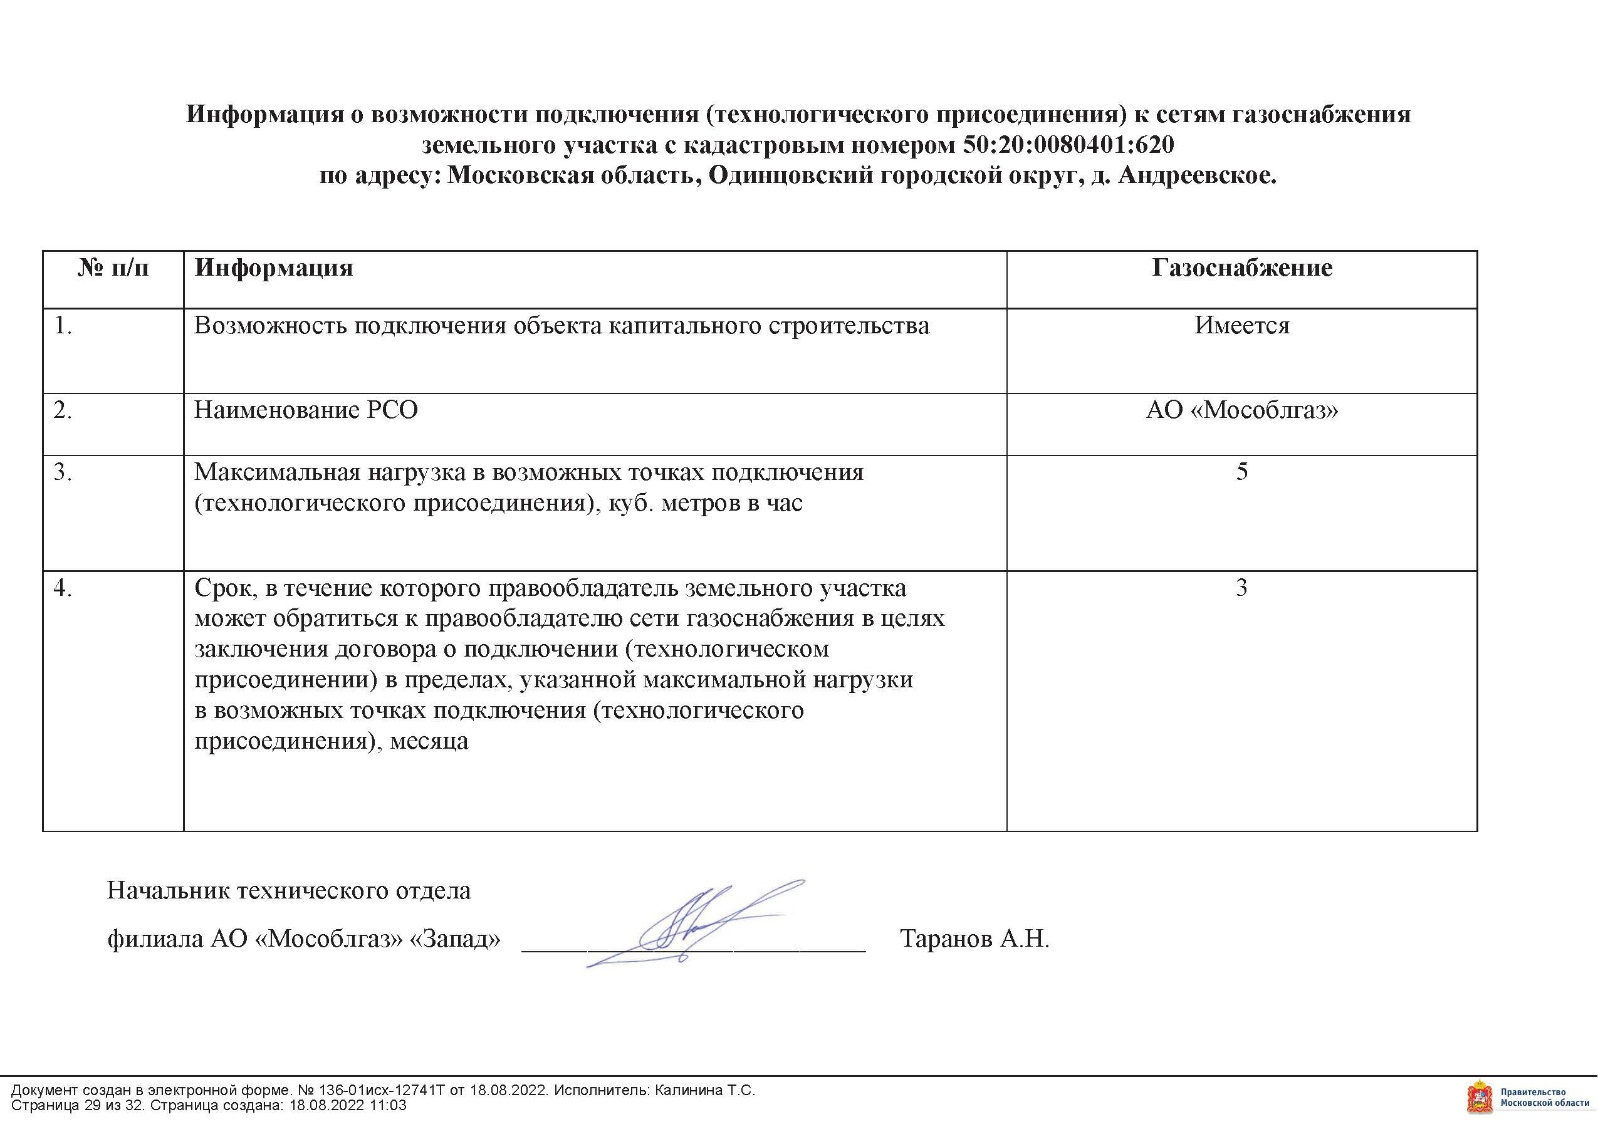 Информация о возможности подключения (технологического присоединения) к сетям газоснабжения
земельного участка с кадастровым номером 50:20:0080401:620
по адресу: Московская область, Одинцовский городской округ, д. Андреевское.
№ п/п Информация Газоснабжение
1. Возможность подключения объекта капитального строительства Имеется
2. Наименование РСО АО «Мособлгаз»
3. Максимальная нагрузка в возможных точках подключения 5
(технологического присоединения), куб. метров в час
4. Срок, в течение которого правообладатель земельного участка 3
может обратиться к правообладателю сети газоснабжения в целях
заключения договора о подключении (технологическом
присоединении) в пределах, указанной максимальной нагрузки
в возможных точках подключения (технологического
присоединения), месяца
Начальник технического отдела
филиала АО «Мособлгаз» «Запад» Таранов А.Н.
Документ создан в электронной форме. № 136-01исх-12741Т от 18.08.2022. Исполнитель: Калинина Т.С.
Страница 29 из 32. Страница создана: 18.08.2022 11:03
Правительство
Московской области